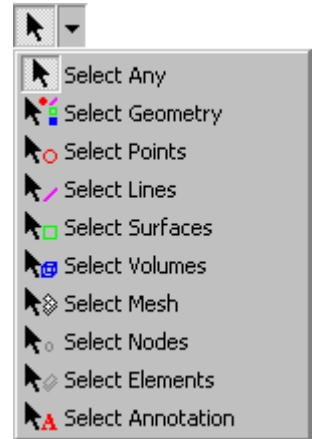 Select Any
Select Geometry
Select Points
Select Lines
Select Surfaces
Select Volumes
Select Mesh
Select Nodes
Select Elements
Select Annotation